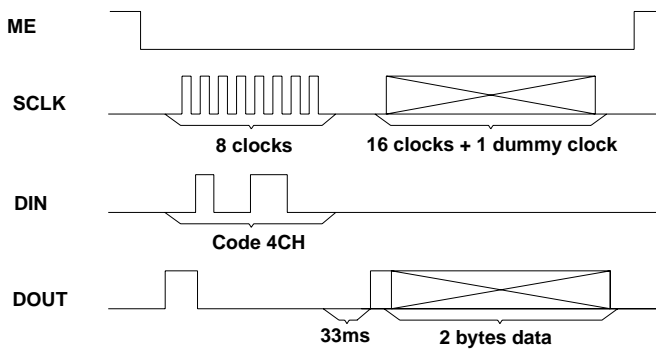 ME
SCLK
8 clocks
16 clocks + 1 dummy clock
DIN
Code 4CH
DOUT
33ms
2 bytes data